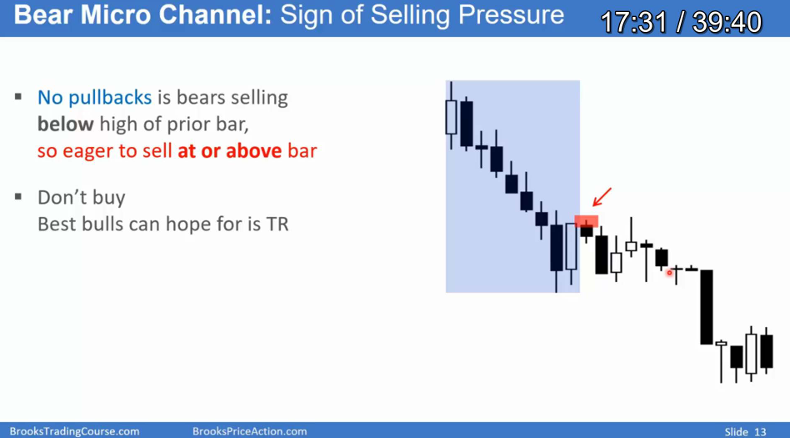 Bear Micro Channel: Sign of Selling Pressure
17:31 / 39:40
No pullbacks is bears selling
below high of prior bar,
so eager to sell at or above bar
Don't buy
Best bulls can hope for is TR
BrooksTradingCourse.com
BrooksPriceAction.com
Slide 13